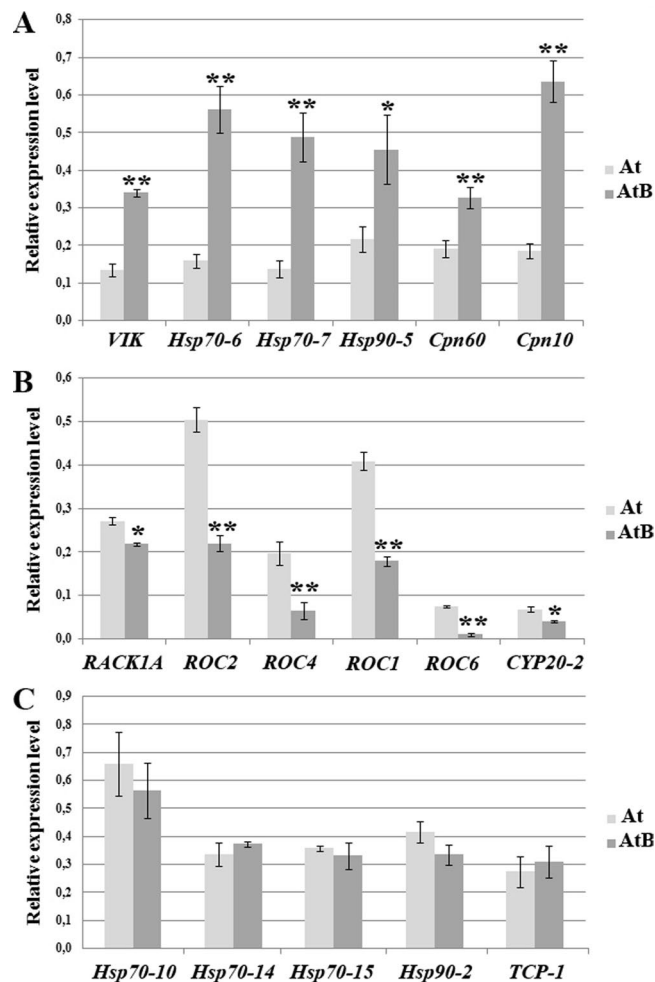 A
Relative expression level
0,8
0,7
0,6
0,5
0,4
0,3
0,2
0,1
0,0
** ** ** * ** **
VIK Hsp70-6 Hsp70-7 Hsp90-5 Cpn60 Cpn10
At
AtB
B
Relative expression level
0,6
0,5
0,4
0,3
0,2
0,1
0,0
* ** ** ** ** *
RACK1A ROC2 ROC4 ROC1 ROC6 CYP20-2
At
AtB
C
Relative expression level
0,9
0,8
0,7
0,6
0,5
0,4
0,3
0,2
0,1
0,0
Hsp70-10 Hsp70-14 Hsp70-15 Hsp90-2 TCP-1
At
AtB